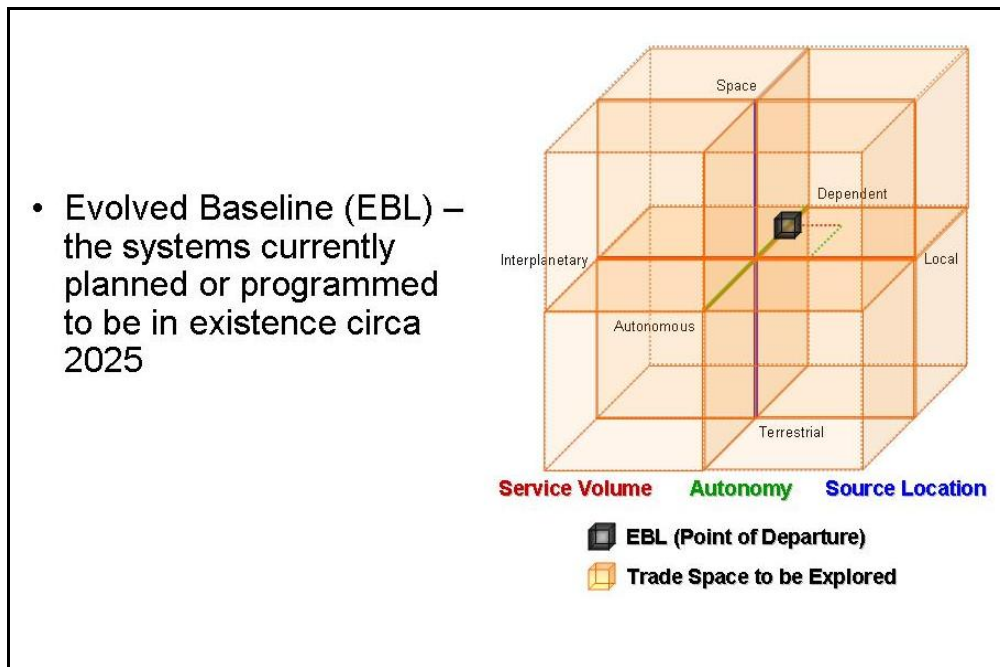 • Evolved Baseline (EBL) –
the systems currently
planned or programmed
to be in existence circa
2025
Space
Dependent
Interplanetary
Local
Autonomous
Terrestrial
Service Volume Autonomy Source Location
EBL (Point of Departure)
Trade Space to be Explored